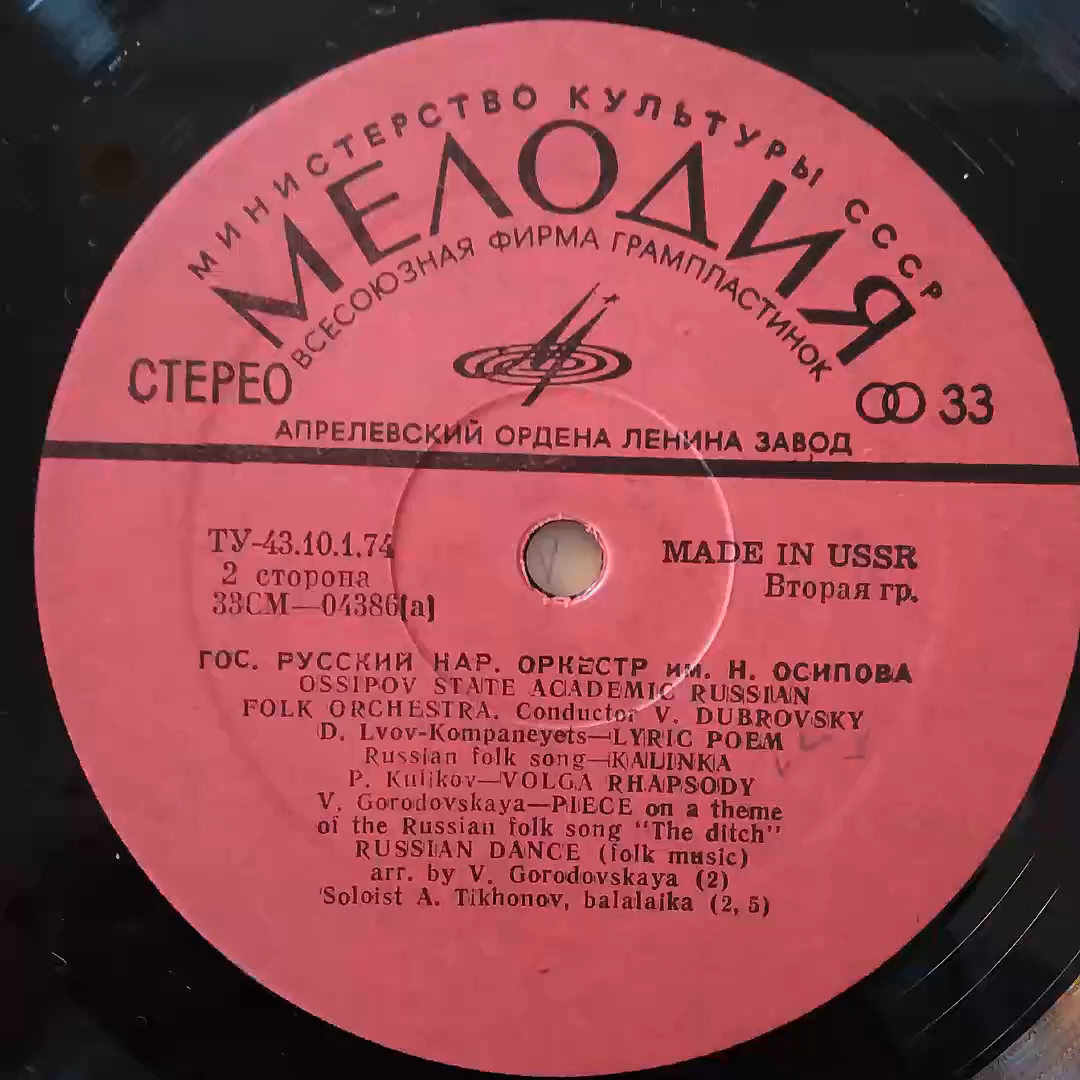 МИНИСТЕРСТВО КУЛЬТУРЫ СССР
МЕЛОДИЯ
ВСЕСОЮЗНАЯ ФИРМА ГРАМПЛАСТИНОК
СТЕРЕО
33
АПРЕЛЕВСКИЙ ОРДЕНА ЛЕНИНА ЗАВОД
ТУ-43.10.1.74
MADE IN USSR
2 сторона
Вторая гр.
33СМ—04386(а)
ГОС. РУССКИЙ НАР. ОРКЕСТР им. Н. ОСИПОВА
OSSIPOV STATE ACADEMIC RUSSIAN
FOLK ORCHESTRA. Conductor V. DUBROVSKY
D. Lvov-Kompaneyets—LYRIC POEM
Russian folk song—KALINKA
P. Kulikov—VOLGA RHAPSODY
V. Gorodovskaya—PIECE on a theme
of the Russian folk song "The ditch"
RUSSIAN DANCE (folk music)
arr. by V. Gorodovskaya (2)
Soloist A. Tikhonov, balalaika (2, 5)